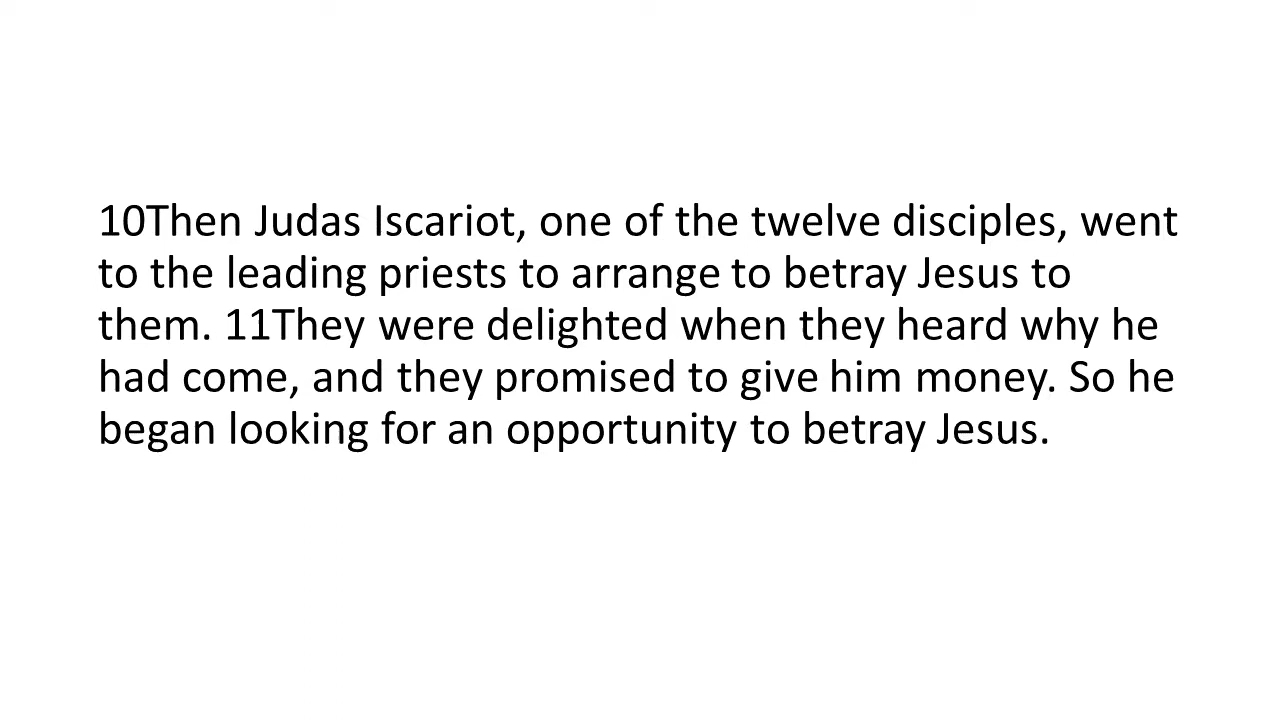 10Then Judas Iscariot, one of the twelve disciples, went
to the leading priests to arrange to betray Jesus to
them. 11They were delighted when they heard why he
had come, and they promised to give him money. So he
began looking for an opportunity to betray Jesus.